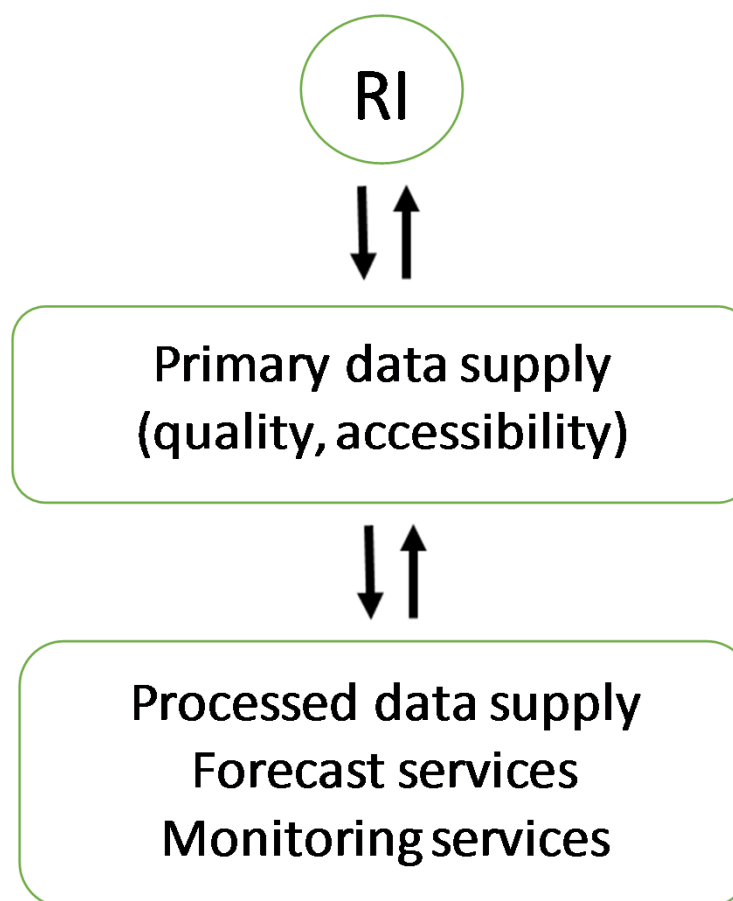 RI
Primary data supply
(quality, accessibility)
Processed data supply
Forecast services
Monitoring services